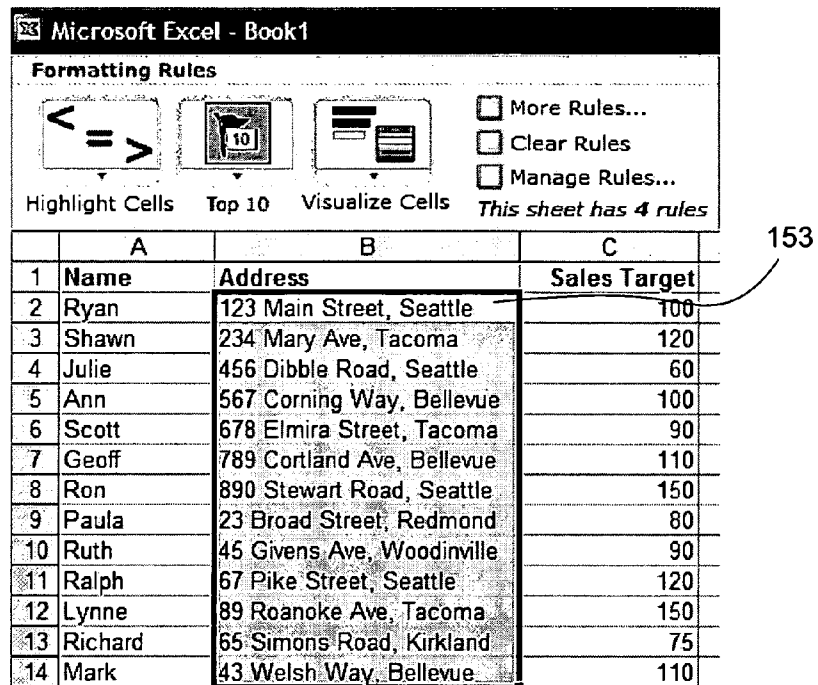 Microsoft Excel - Book1
Formatting Rules
< = >
10
More Rules...
Clear Rules
Manage Rules...
Highlight Cells Top 10 Visualize Cells This sheet has 4 rules
153
A B C
1 Name Address Sales Target
2 Ryan 123 Main Street, Seattle 100
3 Shawn 234 Mary Ave, Tacoma 120
4 Julie 456 Dibble Road, Seattle 60
5 Ann 567 Corning Way, Bellevue 100
6 Scott 678 Elmira Street, Tacoma 90
7 Geoff 789 Cortland Ave, Bellevue 110
8 Ron 890 Stewart Road, Seattle 150
9 Paula 23 Broad Street, Redmond 80
10 Ruth 45 Givens Ave, Woodinville 90
11 Ralph 67 Pike Street, Seattle 120
12 Lynne 89 Roanoke Ave, Tacoma 150
13 Richard 65 Simons Road, Kirkland 75
14 Mark 43 Welsh Way, Bellevue 110